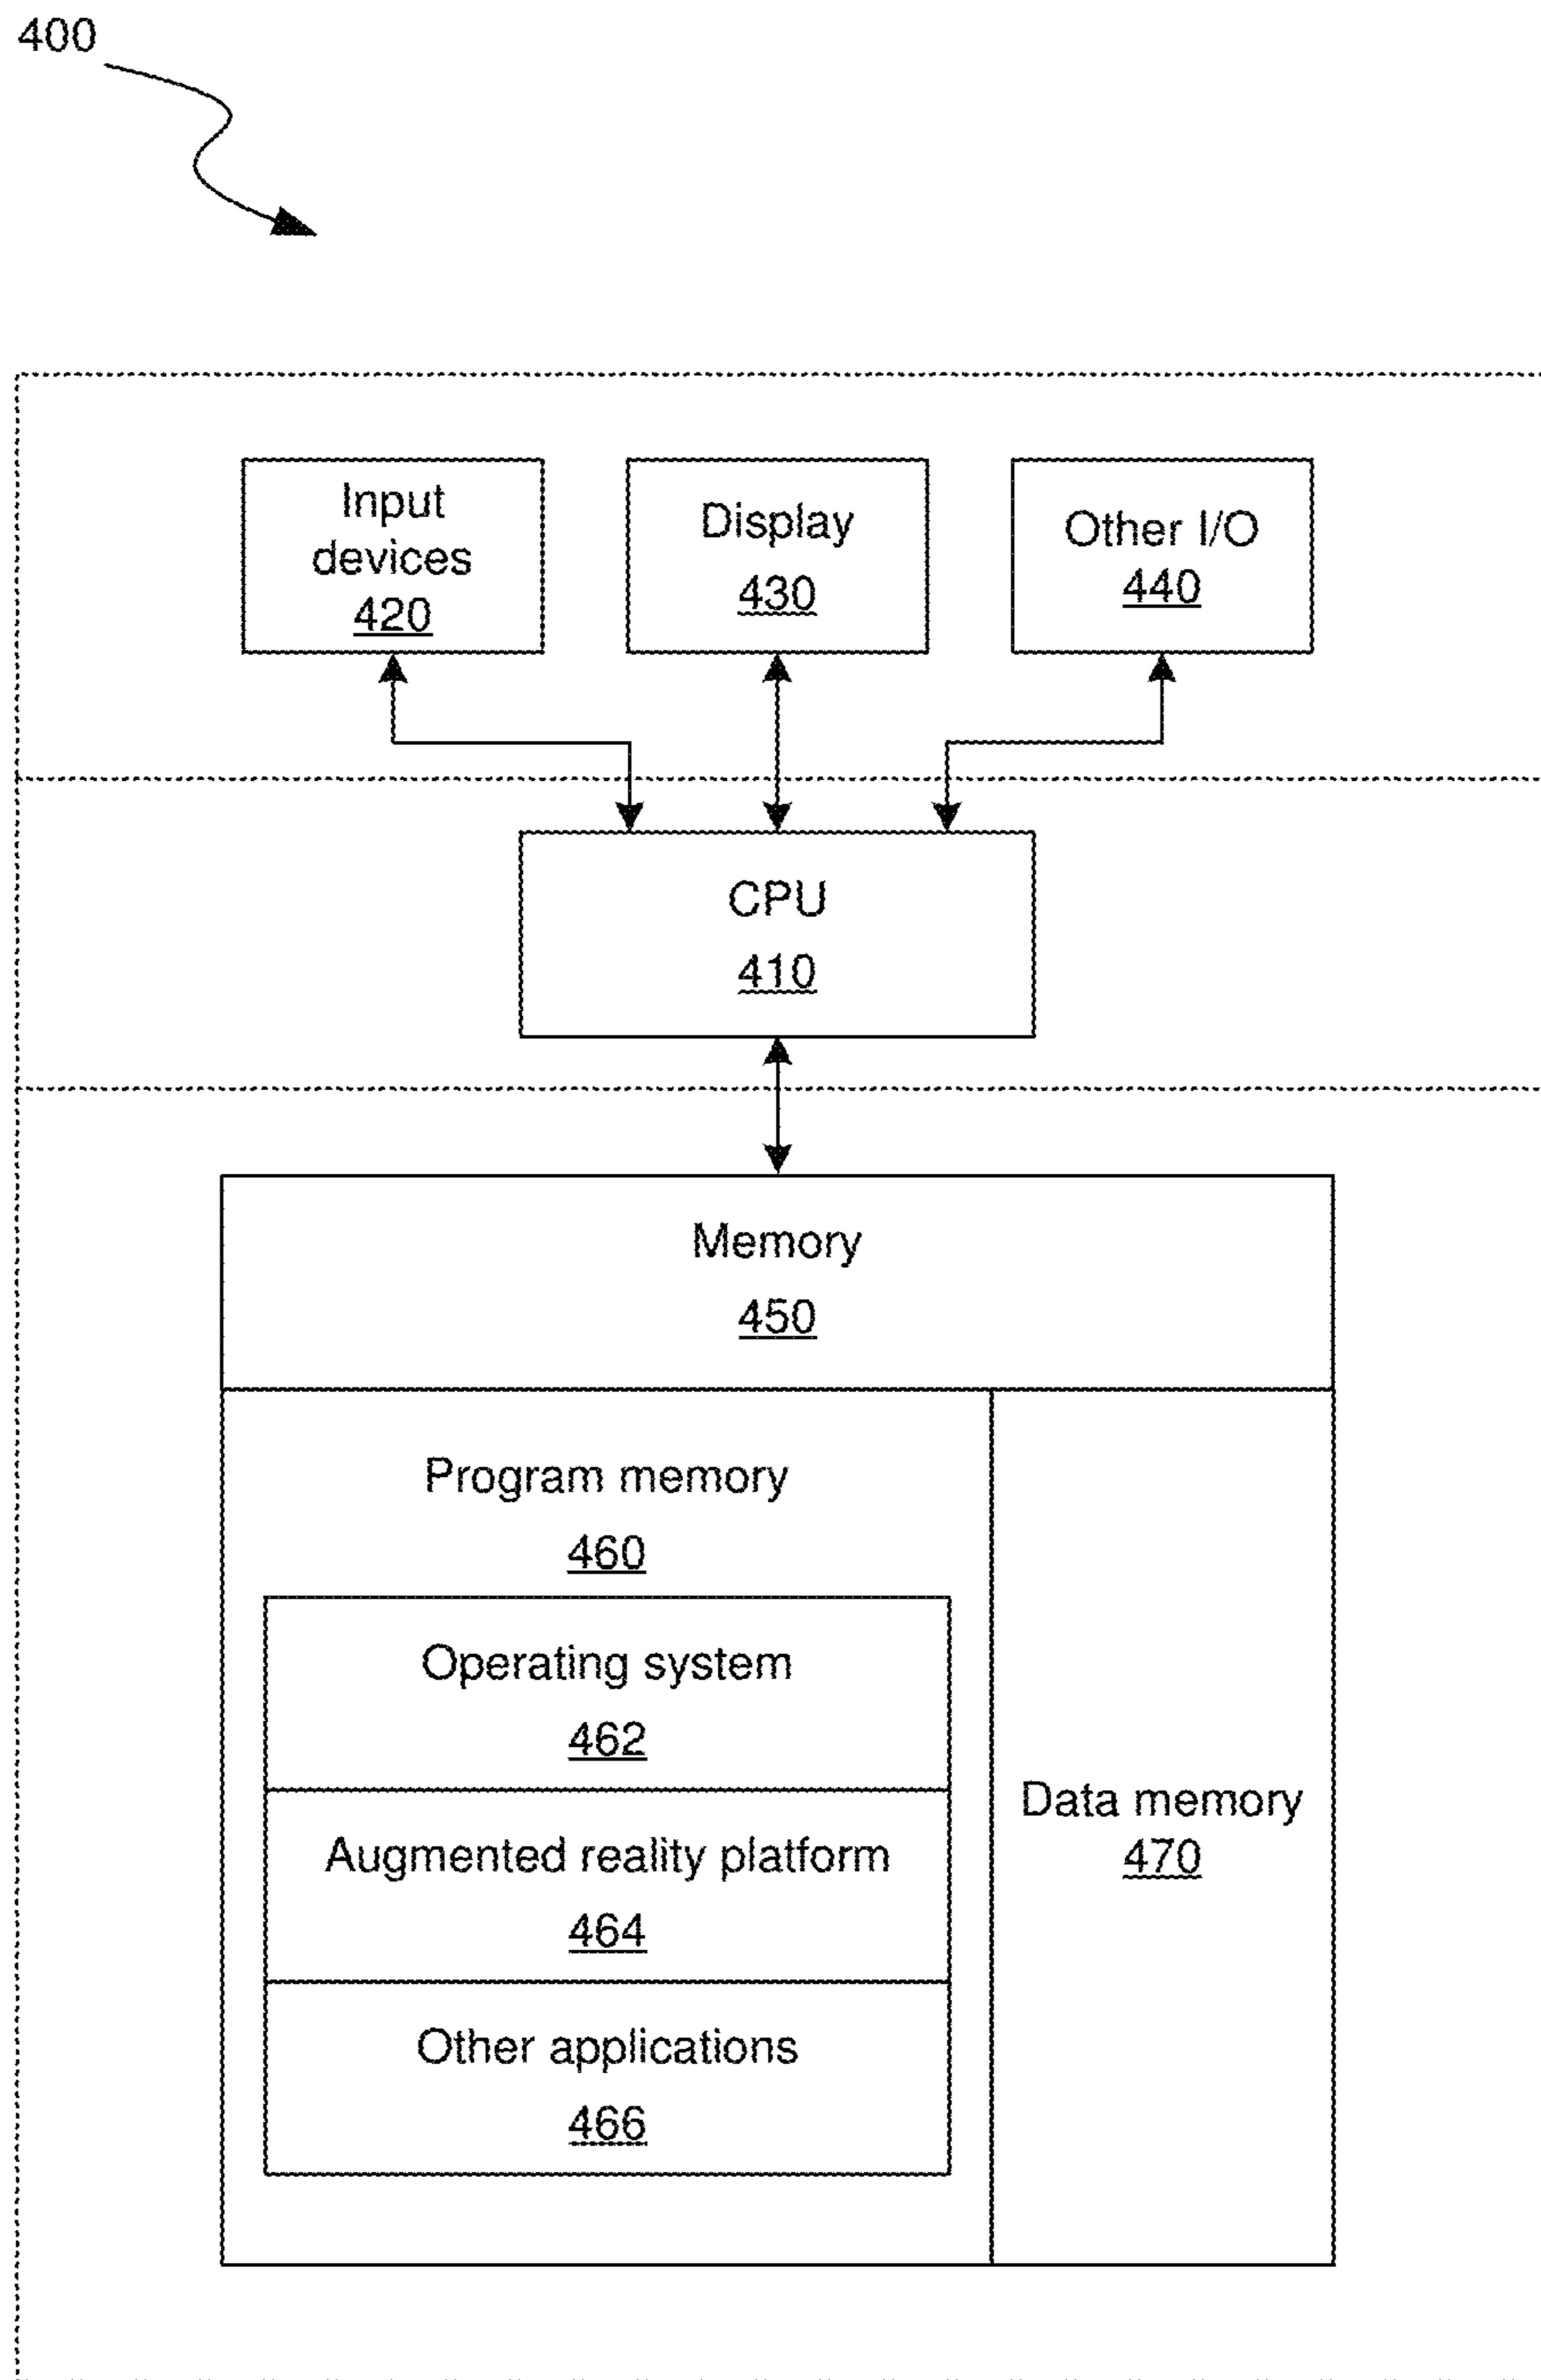 400
Input
devices
420
Display
430
Other I/O
440
CPU
410
Memory
450
Program memory
460
Operating system
462
Augmented reality platform
464
Other applications
466
Data memory
470